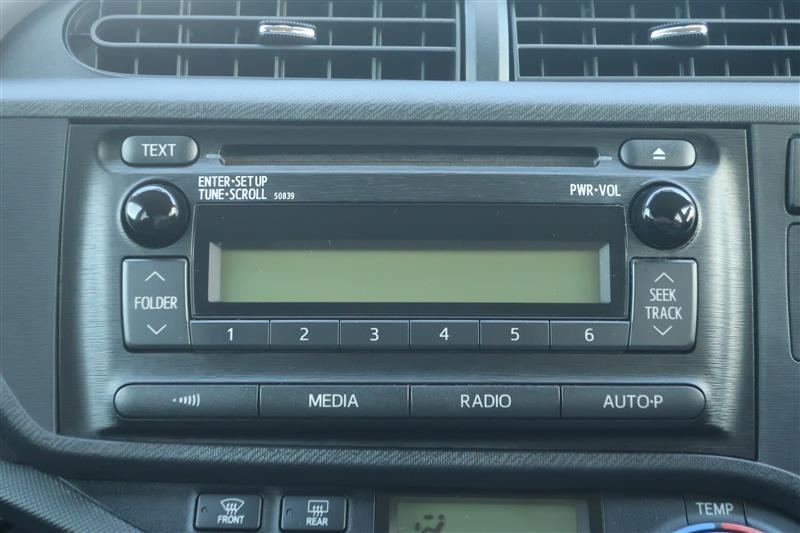 TEXT
ENTER•SETUP
TUNE•SCROLL 50839
PWR•VOL
FOLDER
SEEK
TRACK
1 2 3 4 5 6
MEDIA RADIO AUTO•P
FRONT REAR
TEMP